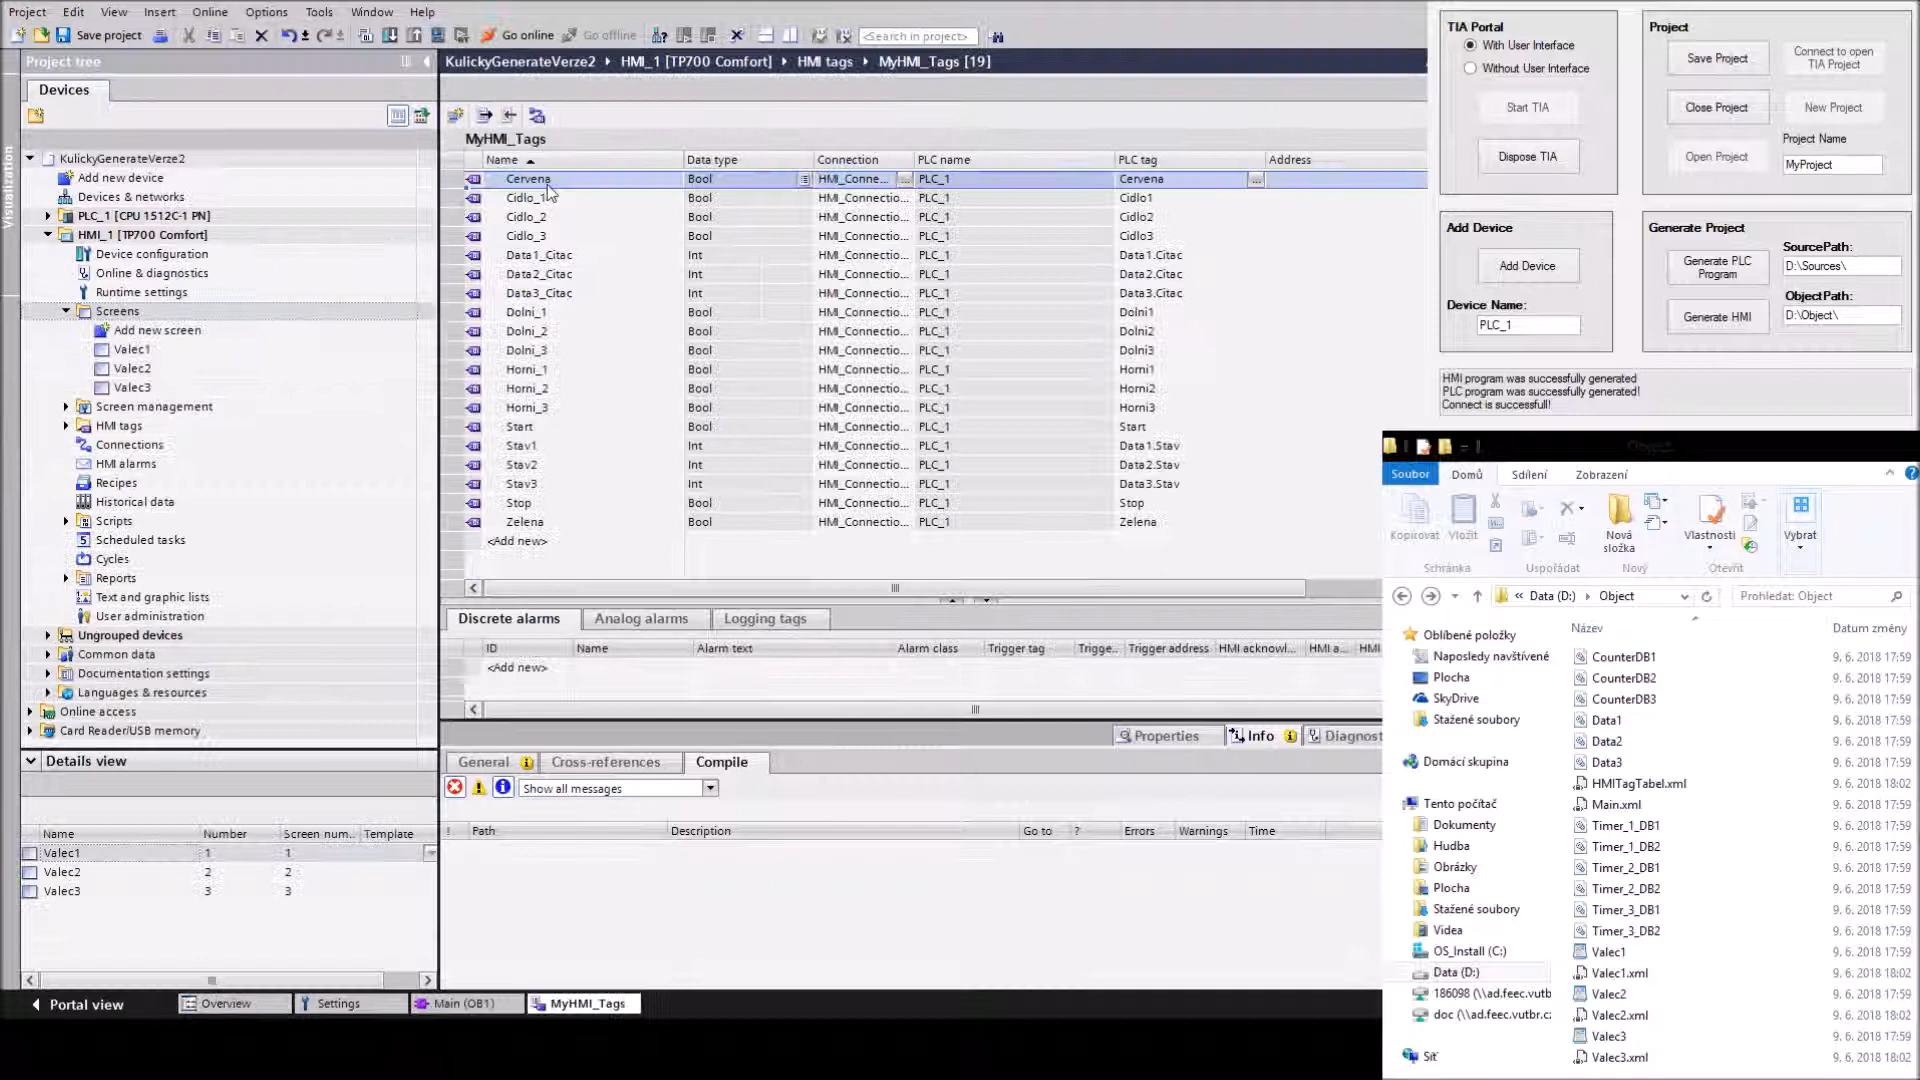 Project Edit View Insert Online Options Tools Window Help
Save project Go online Go offline <Search in project>
Project tree
Devices
Visualization
KulickyGenerateVerze2
Add new device
Devices & networks
PLC_1 [CPU 1512C-1 PN]
HMI_1 [TP700 Comfort]
Device configuration
Online & diagnostics
Runtime settings
Screens
Add new screen
Valec1
Valec2
Valec3
Screen management
HMI tags
Connections
HMI alarms
Recipes
Historical data
Scripts
Scheduled tasks
Cycles
Reports
Text and graphic lists
User administration
Ungrouped devices
Common data
Documentation settings
Languages & resources
Online access
Card Reader/USB memory
Details view
Name Number Screen num.. Template
Valec1 1 1
Valec2 2 2
Valec3 3 3
KulickyGenerateVerze2 HMI_1 [TP700 Comfort] HMI tags MyHMI_Tags [19]
MyHMI_Tags
Name Data type Connection PLC name PLC tag Address
Cervena Bool HMI_Conne... ... PLC_1 Cervena ...
Cidlo_1 Bool HMI_Connectio... PLC_1 Cidlo1
Cidlo_2 Bool HMI_Connectio... PLC_1 Cidlo2
Cidlo_3 Bool HMI_Connectio... PLC_1 Cidlo3
Data1_Citac Int HMI_Connectio... PLC_1 Data1.Citac
Data2_Citac Int HMI_Connectio... PLC_1 Data2.Citac
Data3_Citac Int HMI_Connectio... PLC_1 Data3.Citac
Dolni_1 Bool HMI_Connectio... PLC_1 Dolni1
Dolni_2 Bool HMI_Connectio... PLC_1 Dolni2
Dolni_3 Bool HMI_Connectio... PLC_1 Dolni3
Horni_1 Bool HMI_Connectio... PLC_1 Horni1
Horni_2 Bool HMI_Connectio... PLC_1 Horni2
Horni_3 Bool HMI_Connectio... PLC_1 Horni3
Start Bool HMI_Connectio... PLC_1 Start
Stav1 Int HMI_Connectio... PLC_1 Data1.Stav
Stav2 Int HMI_Connectio... PLC_1 Data2.Stav
Stav3 Int HMI_Connectio... PLC_1 Data3.Stav
Stop Bool HMI_Connectio... PLC_1 Stop
Zelena Bool HMI_Connectio... PLC_1 Zelena
<Add new>
Discrete alarms Analog alarms Logging tags
ID Name Alarm text Alarm class Trigger tag Trigge.. Trigger address HMI acknowl... HMI a... HMI
<Add new>
Properties Info Diagnost
General Cross-references Compile
Show all messages
! Path Description Go to ? Errors Warnings Time
Portal view Overview Settings Main (OB1) MyHMI_Tags
TIA Portal
With User Interface
Without User Interface
Start TIA
Dispose TIA
Project
Save Project
Connect to open TIA Project
Close Project
New Project
Project Name
Open Project
MyProject
Add Device
Add Device
Device Name:
PLC_1
Generate Project
Generate PLC Program
SourcePath:
D:\Sources\
Generate HMI
ObjectPath:
D:\Object\
HMI program was successfully generated
PLC program was successfully generated!
Connect is successfull!
Object
Soubor Domů Sdílení Zobrazení
Kopírovat Vložit Nová složka Vlastnosti Vybrat
Schránka Uspořádat Nový Otevřít
« Data (D:) Object Prohledat: Object
Název Datum změny
Oblíbené položky
Naposledy navštívené
Plocha
SkyDrive
Stažené soubory
Domácí skupina
Tento počítač
Dokumenty
Hudba
Obrázky
Plocha
Stažené soubory
Videa
OS_Install (C:)
Data (D:)
186098 (\\ad.feec.vutb
doc (\\ad.feec.vutbr.cz
Síť
CounterDB1 9. 6. 2018 17:59
CounterDB2 9. 6. 2018 17:59
CounterDB3 9. 6. 2018 17:59
Data1 9. 6. 2018 17:59
Data2 9. 6. 2018 17:59
Data3 9. 6. 2018 17:59
HMITagTabel.xml 9. 6. 2018 18:02
Main.xml 9. 6. 2018 17:59
Timer_1_DB1 9. 6. 2018 17:59
Timer_1_DB2 9. 6. 2018 17:59
Timer_2_DB1 9. 6. 2018 17:59
Timer_2_DB2 9. 6. 2018 17:59
Timer_3_DB1 9. 6. 2018 17:59
Timer_3_DB2 9. 6. 2018 17:59
Valec1 9. 6. 2018 17:59
Valec1.xml 9. 6. 2018 18:02
Valec2 9. 6. 2018 17:59
Valec2.xml 9. 6. 2018 18:02
Valec3 9. 6. 2018 17:59
Valec3.xml 9. 6. 2018 18:02